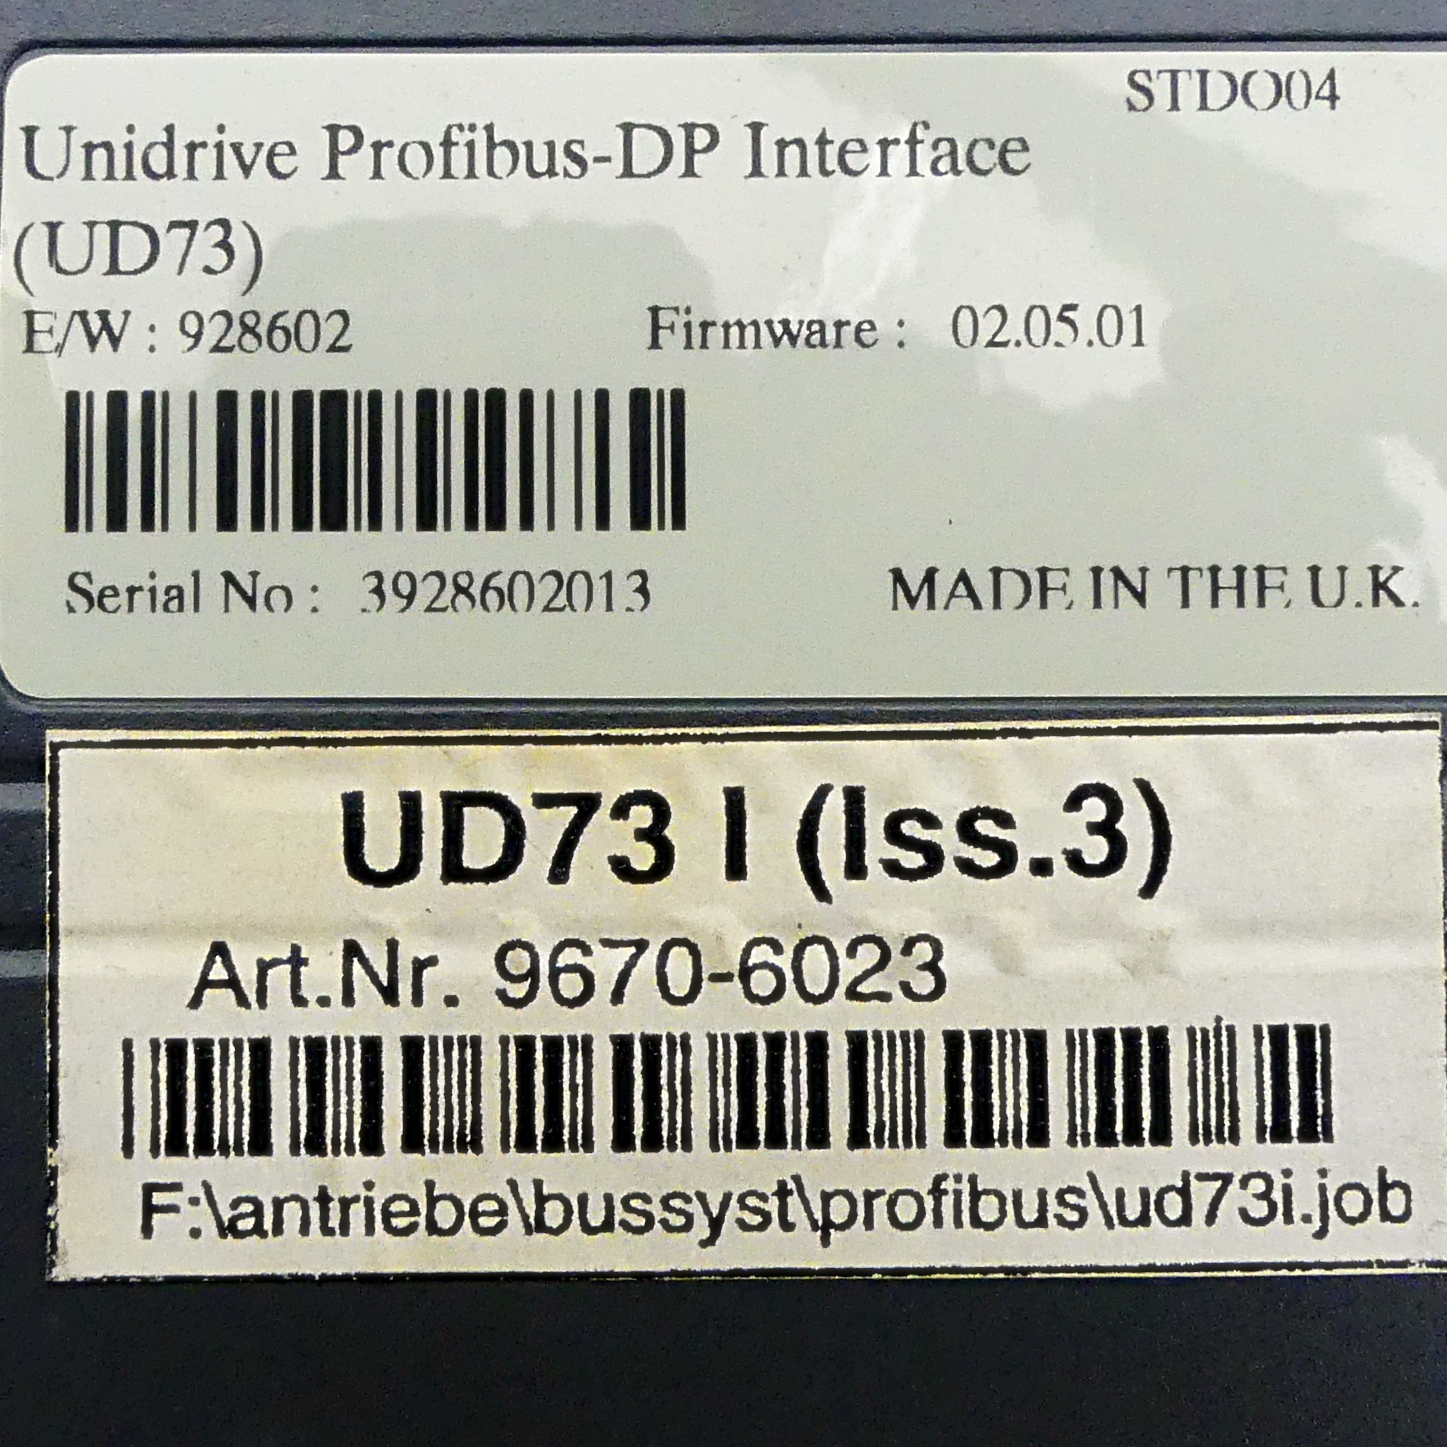 STDO04
Unidrive Profibus-DP Interface
(UD73)
E/W : 928602 Firmware : 02.05.01
Serial No : 3928602013 MADE IN THE U.K.
UD73 I (Iss.3)
Art.Nr. 9670-6023
F:\antriebe\bussyst\profibus\ud73i.job